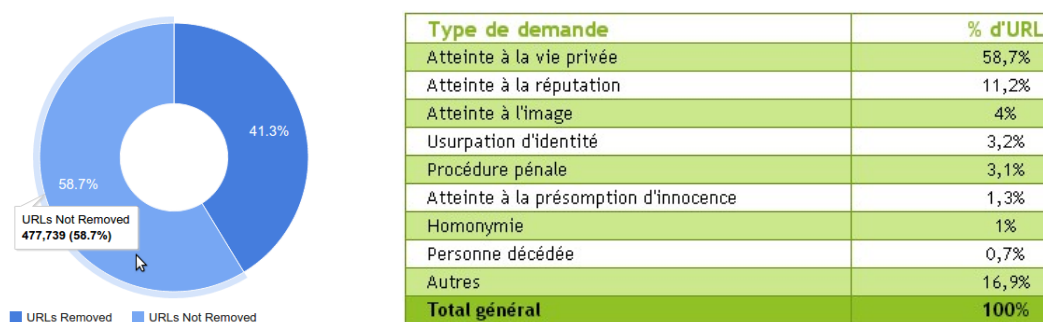 41.3%
58.7%
URLs Not Removed
477,739 (58.7%)
URLs Removed URLs Not Removed
Type de demande % d'URL
Atteinte à la vie privée 58,7%
Atteinte à la réputation 11,2%
Atteinte à l'image 4%
Usurpation d'identité 3,2%
Procédure pénale 3,1%
Atteinte à la présomption d'innocence 1,3%
Homonymie 1%
Personne décédée 0,7%
Autres 16,9%
Total général 100%